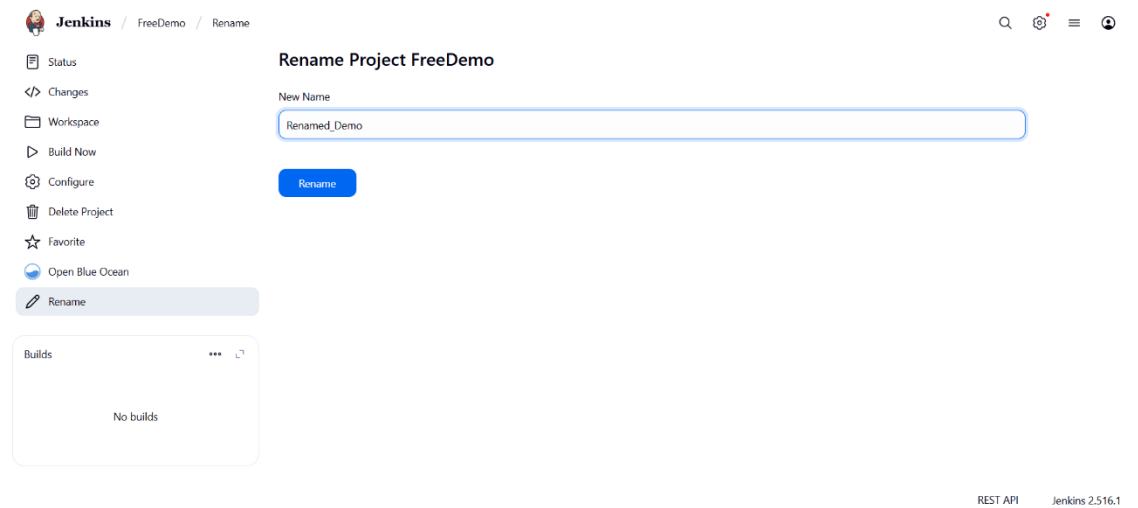 Jenkins / FreeDemo / Rename
Status
Changes
Workspace
Build Now
Configure
Delete Project
Favorite
Open Blue Ocean
Rename
Builds
No builds
Rename Project FreeDemo
New Name
Renamed_Demo
Rename
REST API Jenkins 2.516.1